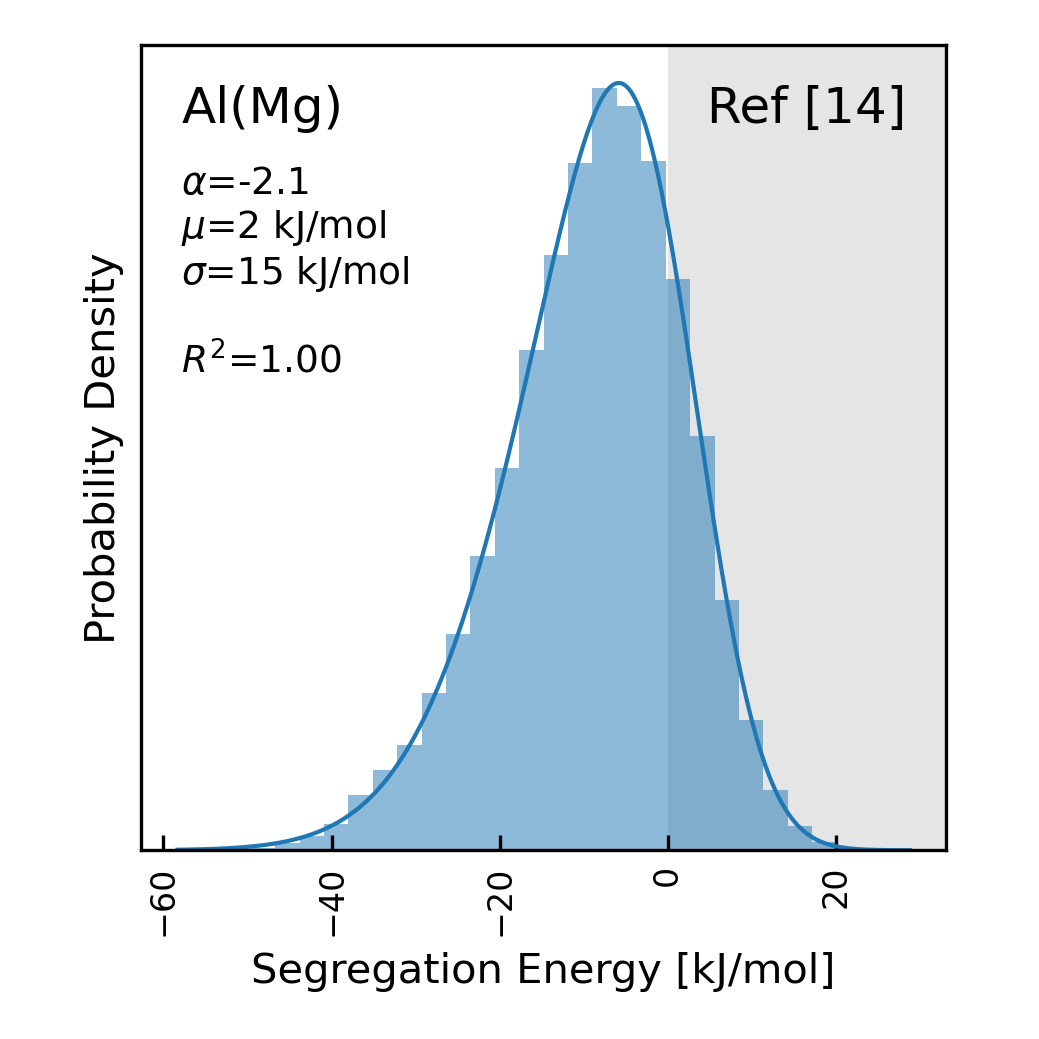 Al(Mg)
Ref [14]
α=-2.1
μ=2 kJ/mol
σ=15 kJ/mol
R²=1.00
Probability Density
−60
−40
−20
0
20
Segregation Energy [kJ/mol]